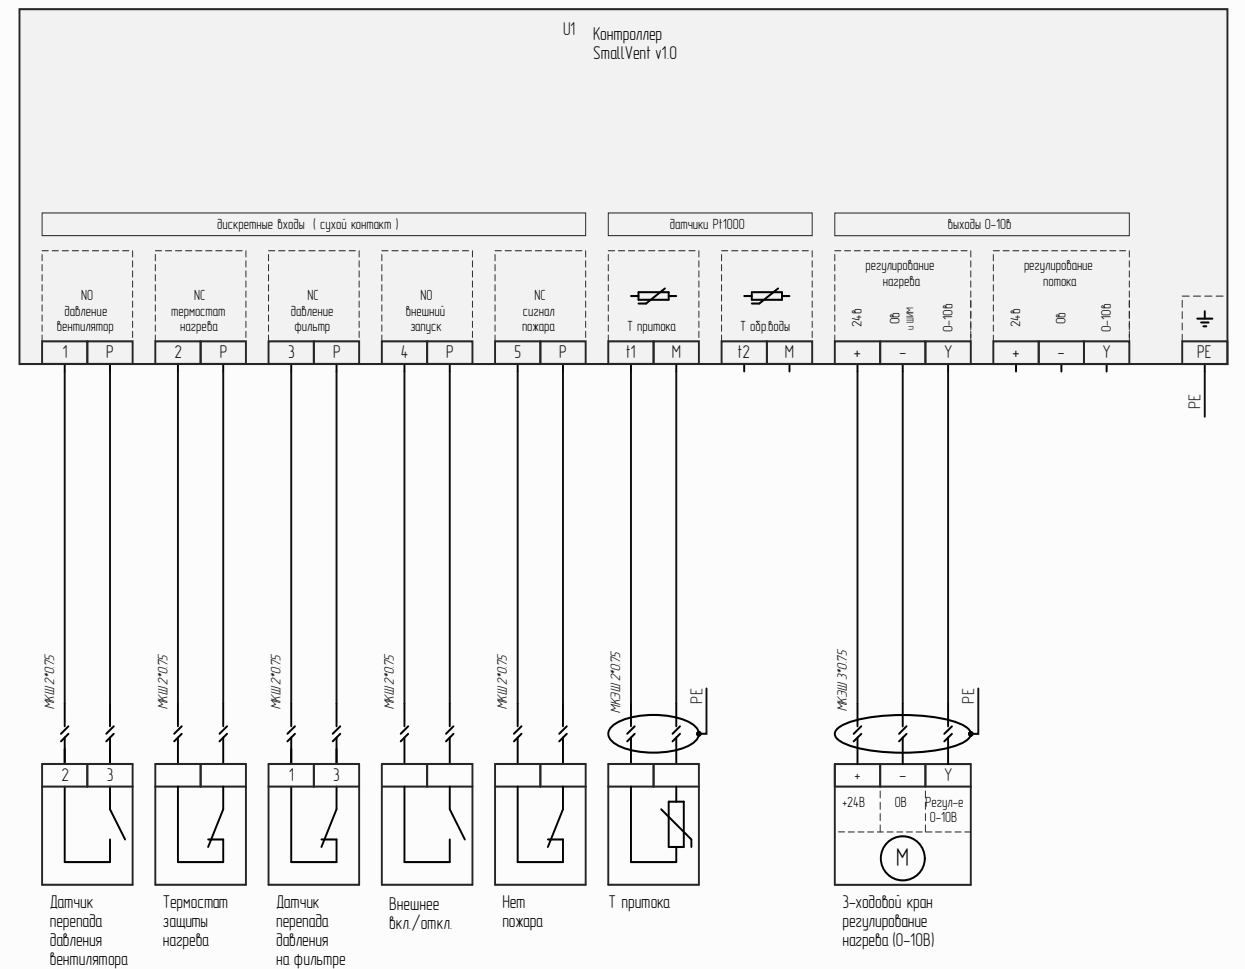 U1 Контроллер
SmallVent v1.0
дискретные входы ( сухой контакт )
датчики Pt1000
выходы 0-10В
NO
давление
вентилятор
NC
термостат
нагрева
NC
давление
фильтр
NO
внешний
запуск
NC
сигнал
пожара
Т притока
Т обр.воды
регулирование
нагрева
24В
0В
и ШИМ
0-10В
регулирование
потока
24В
0В
0-10В
1 P 2 P 3 P 4 P 5 P t1 M t2 M + - Y + - Y PE
PE
МКШ 2*0.75
МКШ 2*0.75
МКШ 2*0.75
МКШ 2*0.75
МКШ 2*0.75
МКЭШ 2*0.75
PE
МКЭШ 3*0.75
PE
2 3
1 3
+ - Y
+24В
0В
Регул-е
0-10В
M
Датчик
перепада
давления
вентилятора
Термостат
защиты
нагрева
Датчик
перепада
давления
на фильтре
Внешнее
вкл./откл.
Нет
пожара
Т притока
3-ходовой кран
регулирование
нагрева (0-10В)